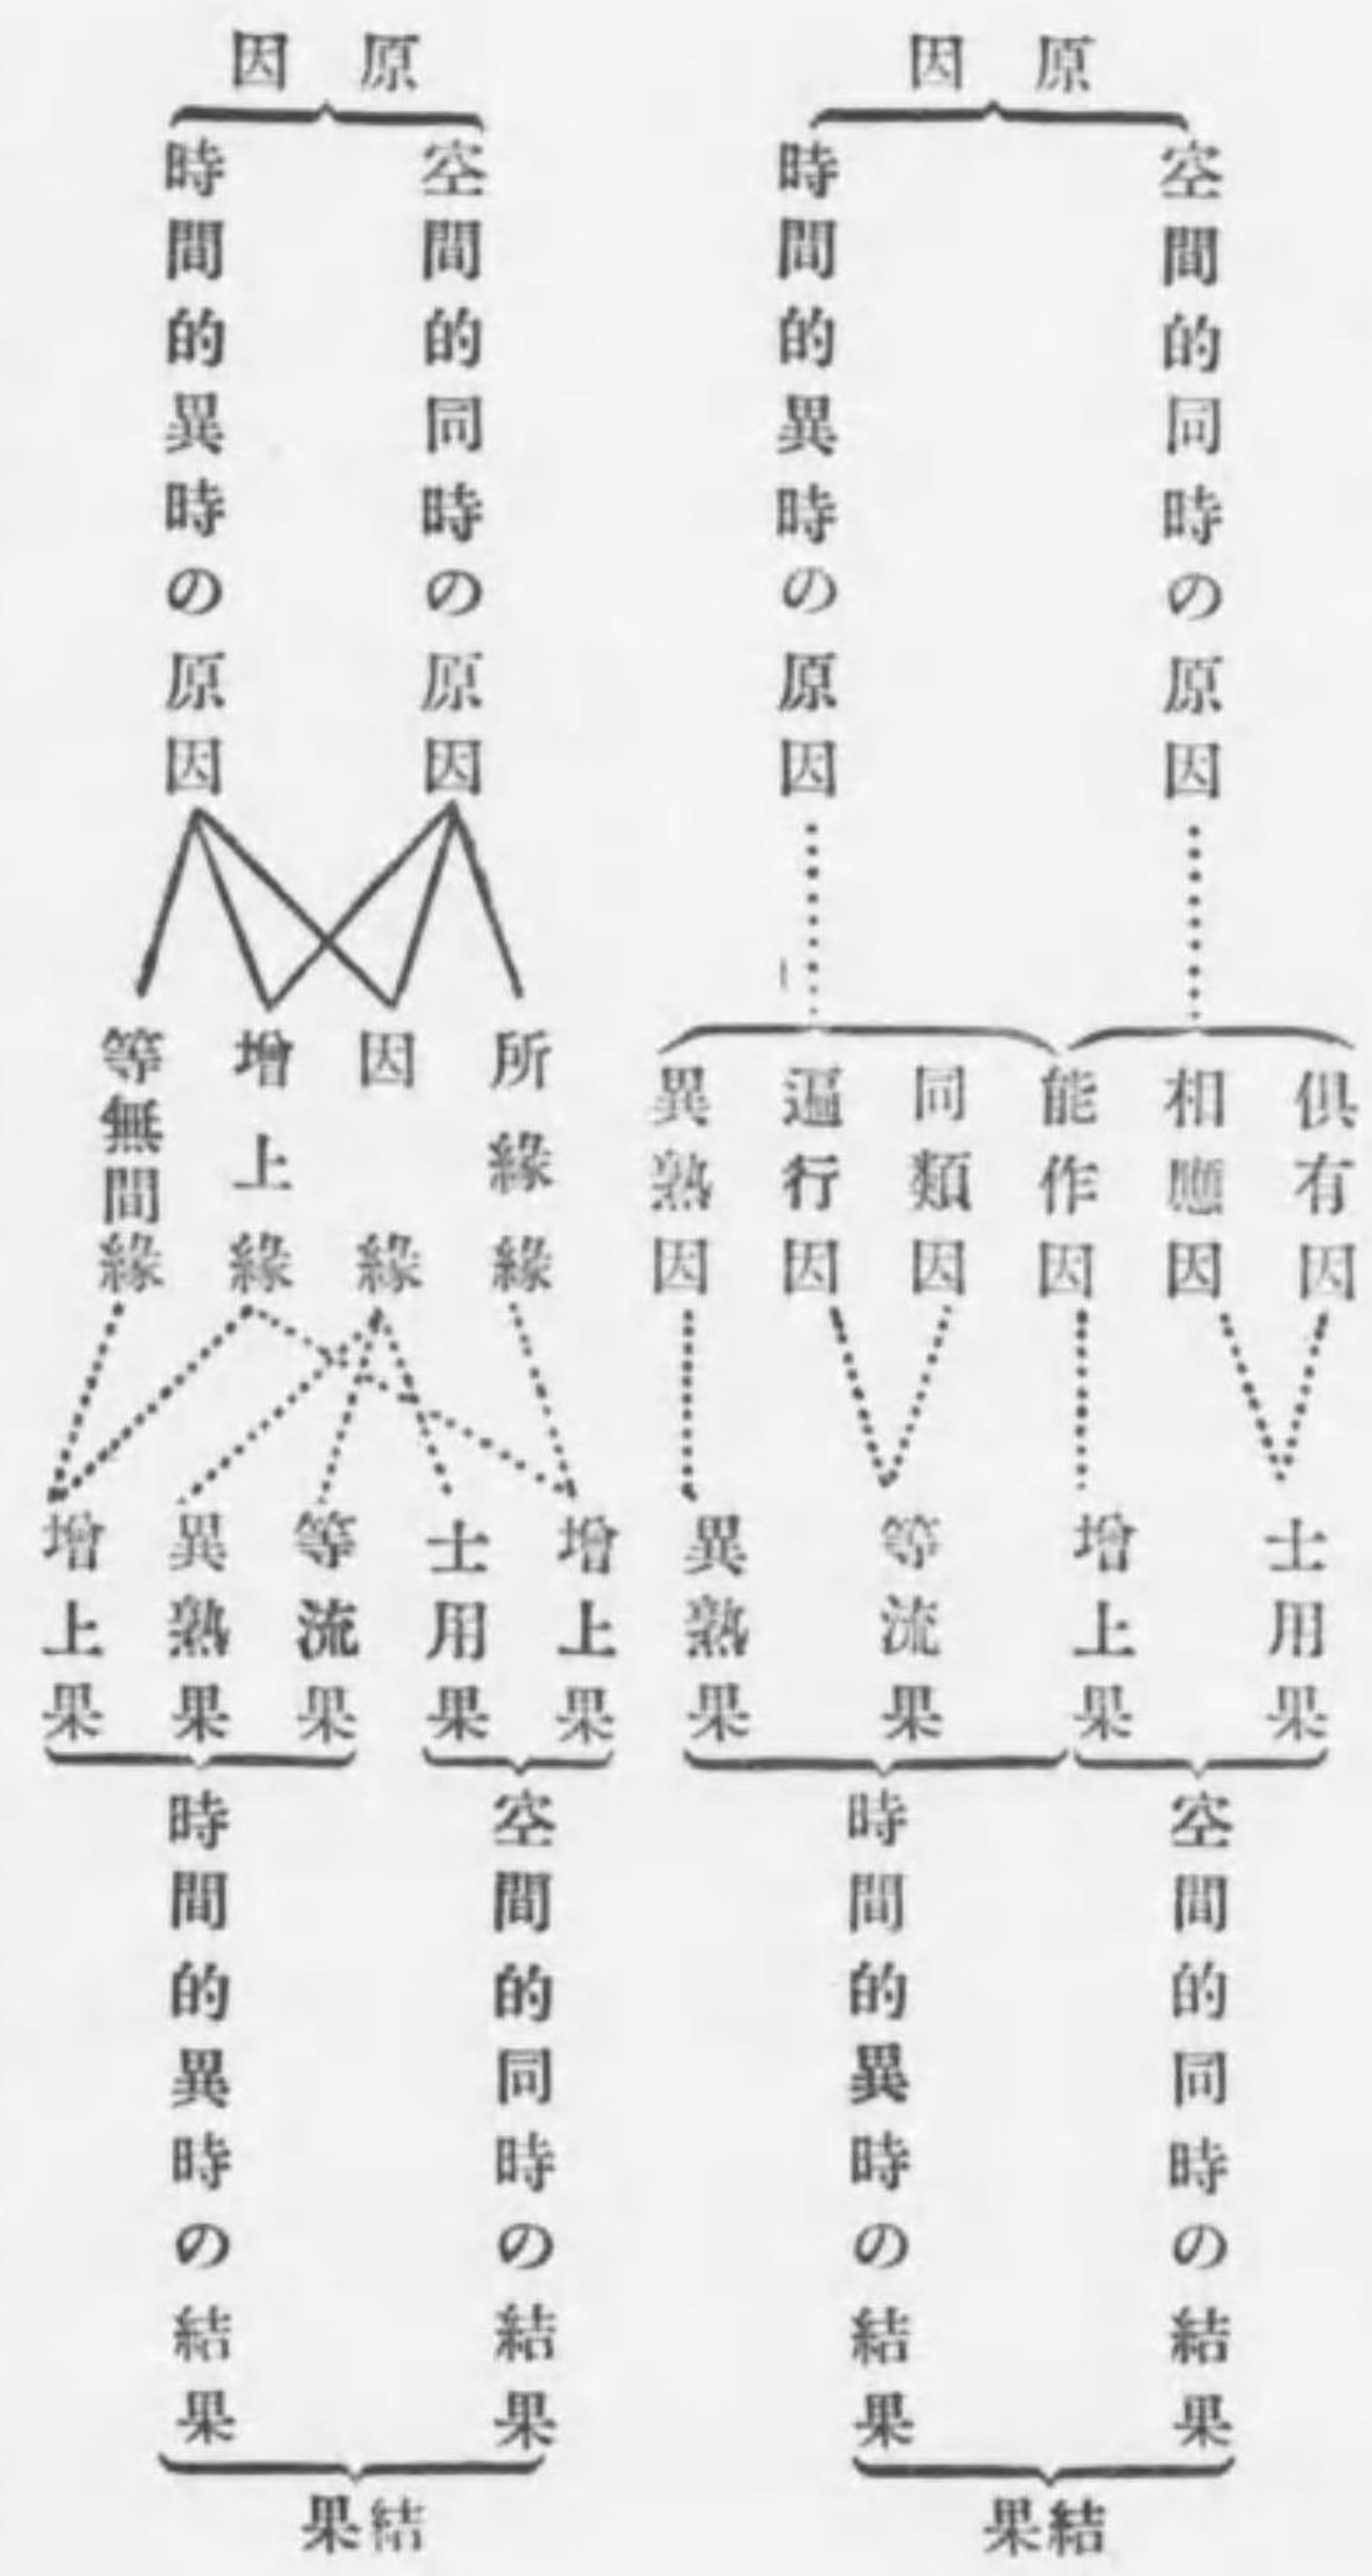 原因
空間的同時の原因
時間的異時の原因
俱有因
相應因
能作因
同類因
遍行因
異熟因
士用果
增上果
等流果
異熟果
空間的同時の結果
時間的異時の結果
結果
原因
空間的同時の原因
時間的異時の原因
所緣緣
因緣
增上緣
等無間緣
增上果
士用果
等流果
異熟果
增上果
空間的同時の結果
時間的異時の結果
結果